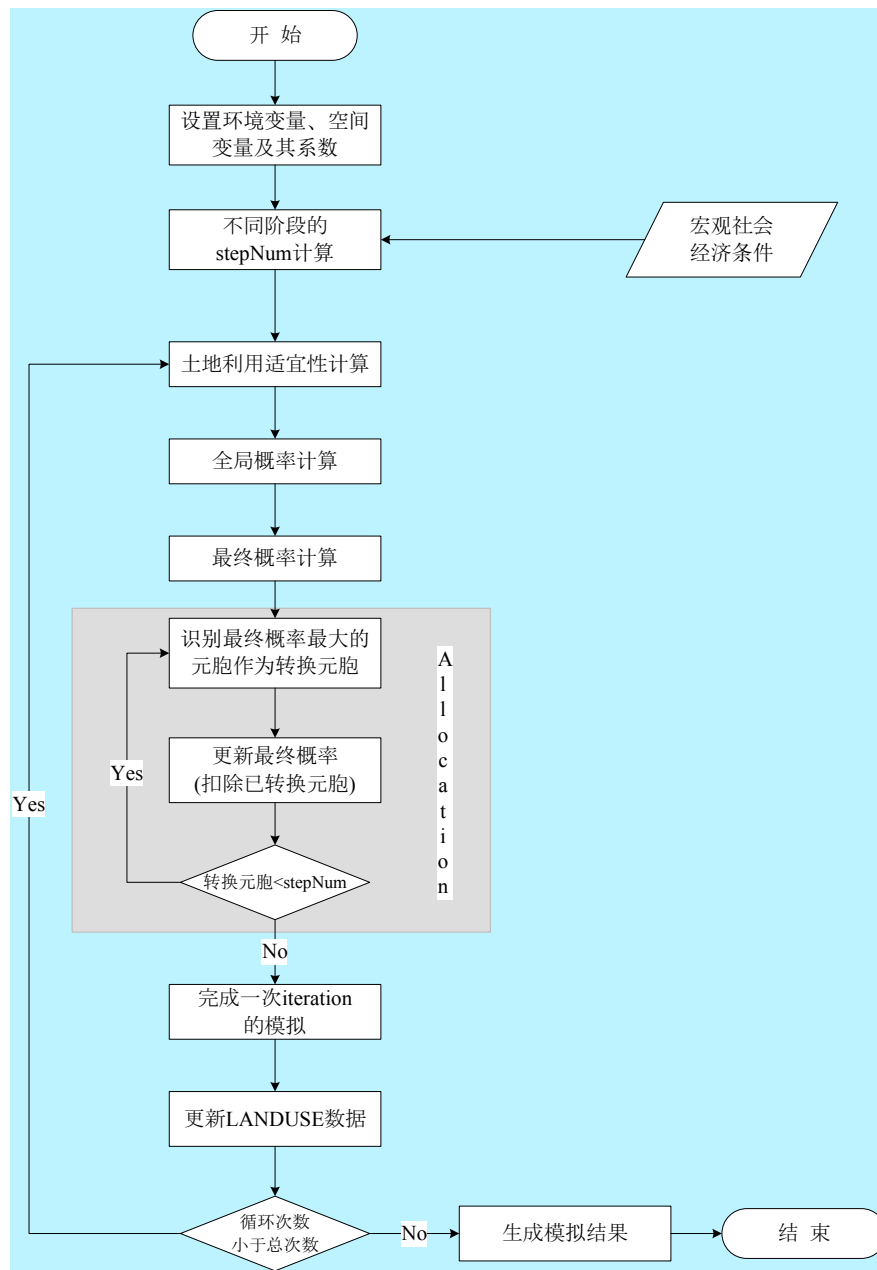 开 始
设置环境变量、空间
变量及其系数
不同阶段的
stepNum计算
宏观社会
经济条件
土地利用适宜性计算
全局概率计算
最终概率计算
识别最终概率最大的
元胞作为转换元胞
Allocation
更新最终概率
(扣除已转换元胞)
Yes
Yes
转换元胞<stepNum
No
完成一次iteration
的模拟
更新LANDUSE数据
循环次数
小于总次数
No
生成模拟结果
结 束